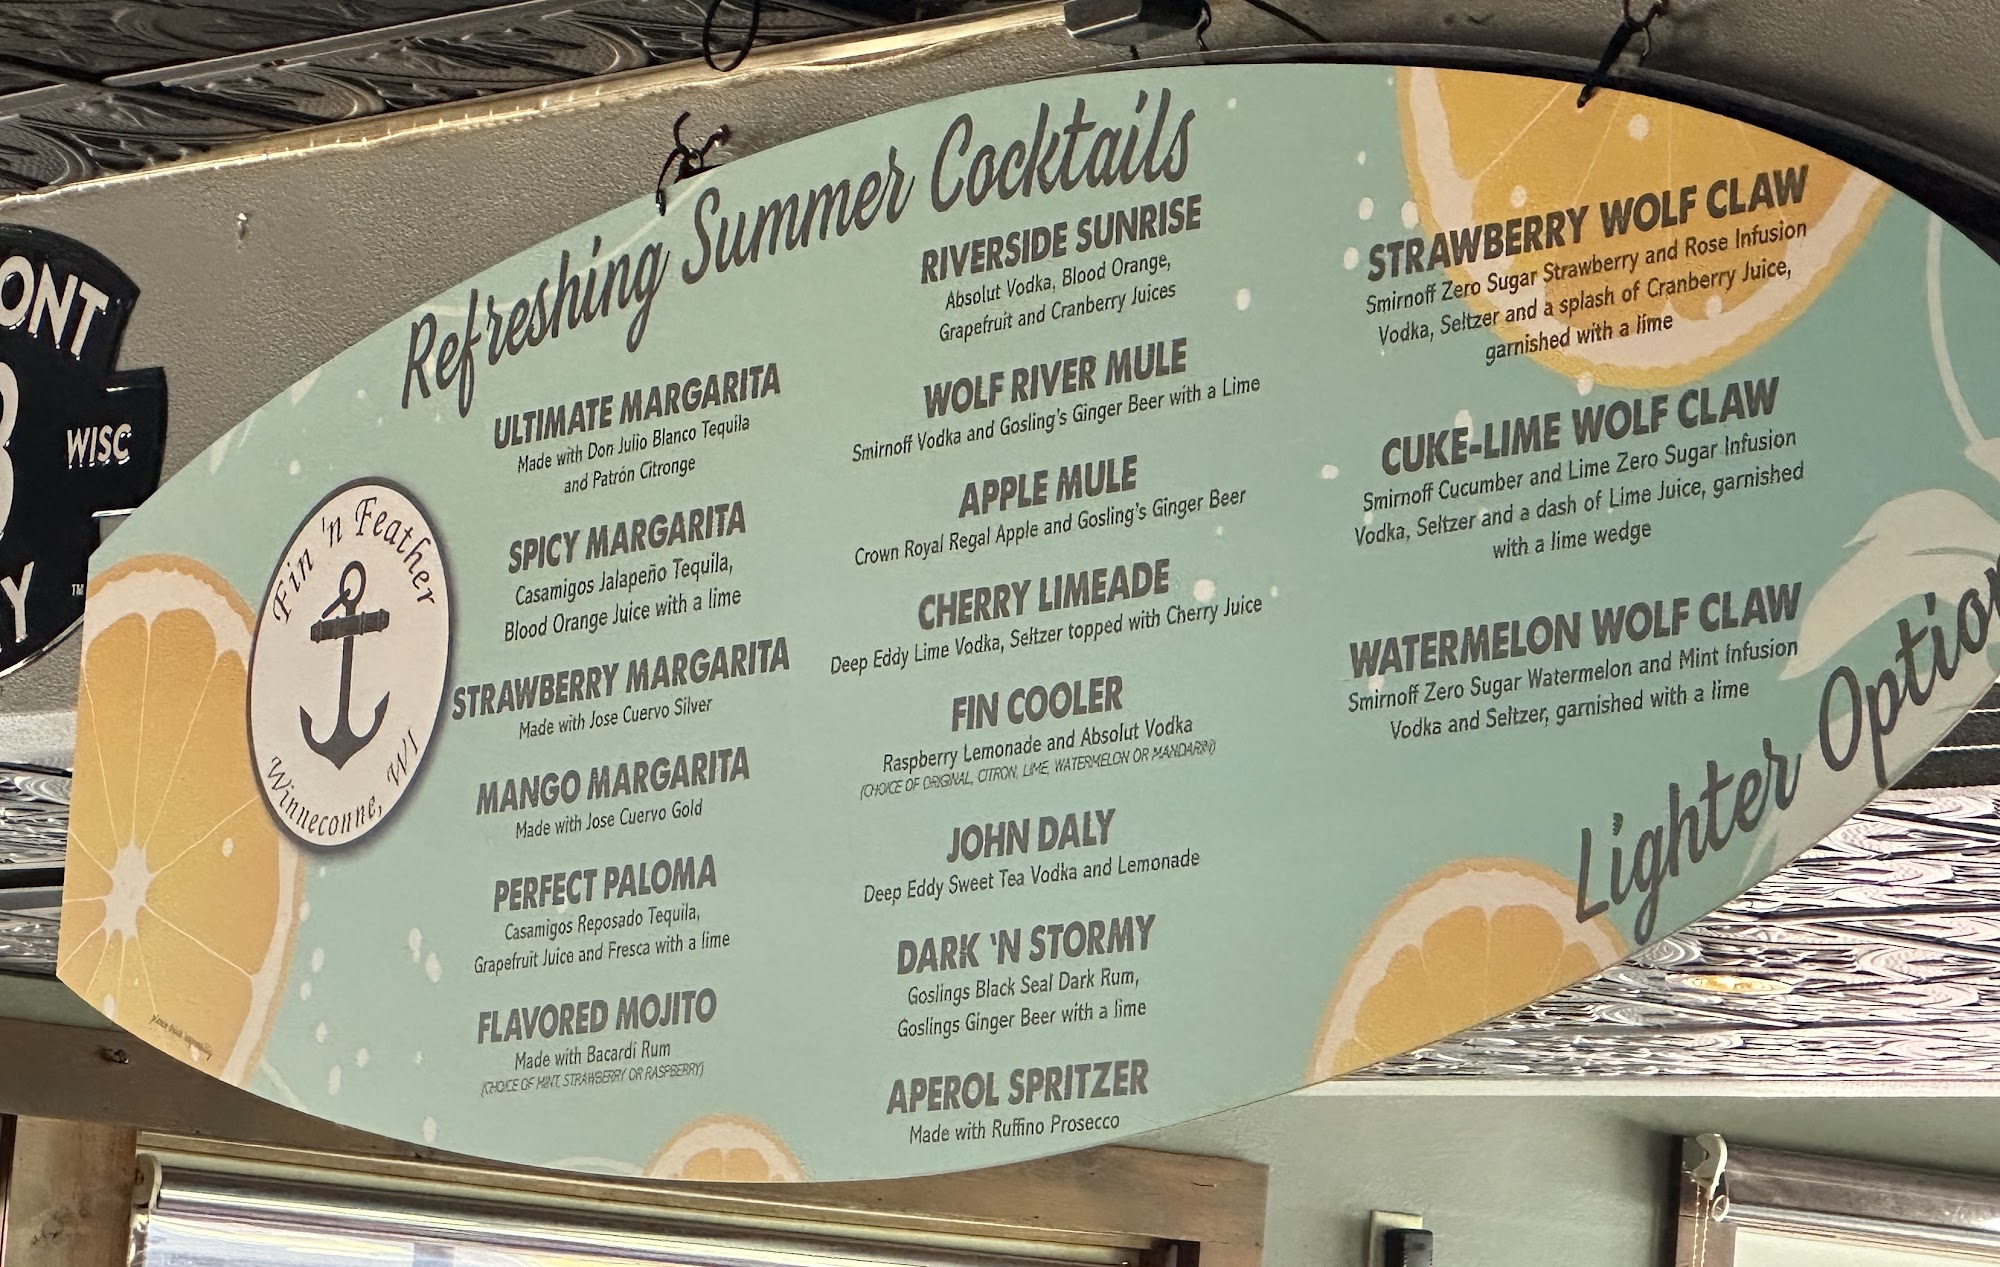 ONT
WISC
Y
TM
Refreshing Summer Cocktails
Fin 'n Feather
Winneconne, WI
ULTIMATE MARGARITA
Made with Don Julio Blanco Tequila
and Patrón Citronge
SPICY MARGARITA
Casamigos Jalapeño Tequila,
Blood Orange Juice with a lime
STRAWBERRY MARGARITA
Made with Jose Cuervo Silver
MANGO MARGARITA
Made with Jose Cuervo Gold
PERFECT PALOMA
Casamigos Reposado Tequila,
Grapefruit Juice and Fresca with a lime
FLAVORED MOJITO
Made with Bacardi Rum
(CHOICE OF MINT, STRAWBERRY OR RASPBERRY)
RIVERSIDE SUNRISE
Absolut Vodka, Blood Orange,
Grapefruit and Cranberry Juices
WOLF RIVER MULE
Smirnoff Vodka and Gosling's Ginger Beer with a Lime
APPLE MULE
Crown Royal Regal Apple and Gosling's Ginger Beer
CHERRY LIMEADE
Deep Eddy Lime Vodka, Seltzer topped with Cherry Juice
FIN COOLER
Raspberry Lemonade and Absolut Vodka
(CHOICE OF ORIGINAL, CITRON, LIME, WATERMELON OR MANDARIN)
JOHN DALY
Deep Eddy Sweet Tea Vodka and Lemonade
DARK 'N STORMY
Goslings Black Seal Dark Rum,
Goslings Ginger Beer with a lime
APEROL SPRITZER
Made with Ruffino Prosecco
STRAWBERRY WOLF CLAW
Smirnoff Zero Sugar Strawberry and Rose Infusion
Vodka, Seltzer and a splash of Cranberry Juice,
garnished with a lime
CUKE-LIME WOLF CLAW
Smirnoff Cucumber and Lime Zero Sugar Infusion
Vodka, Seltzer and a dash of Lime Juice, garnished
with a lime wedge
WATERMELON WOLF CLAW
Smirnoff Zero Sugar Watermelon and Mint Infusion
Vodka and Seltzer, garnished with a lime
Lighter Option